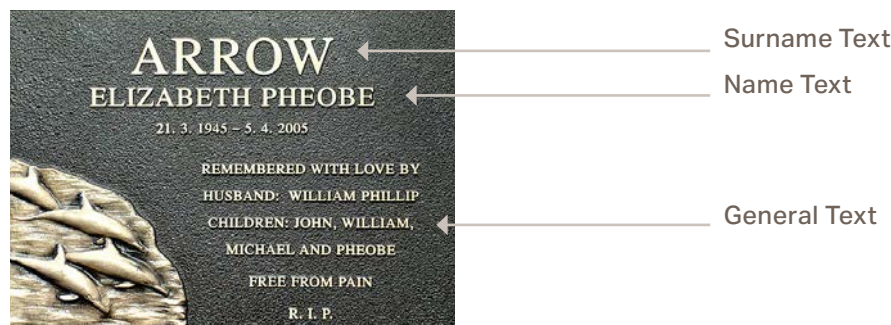 ARROW
Surname Text
ELIZABETH PHEOBE
Name Text
21. 3. 1945 – 5. 4. 2005
REMEMBERED WITH LOVE BY
HUSBAND: WILLIAM PHILLIP
CHILDREN: JOHN, WILLIAM,
General Text
MICHAEL AND PHEOBE
FREE FROM PAIN
R. I. P.